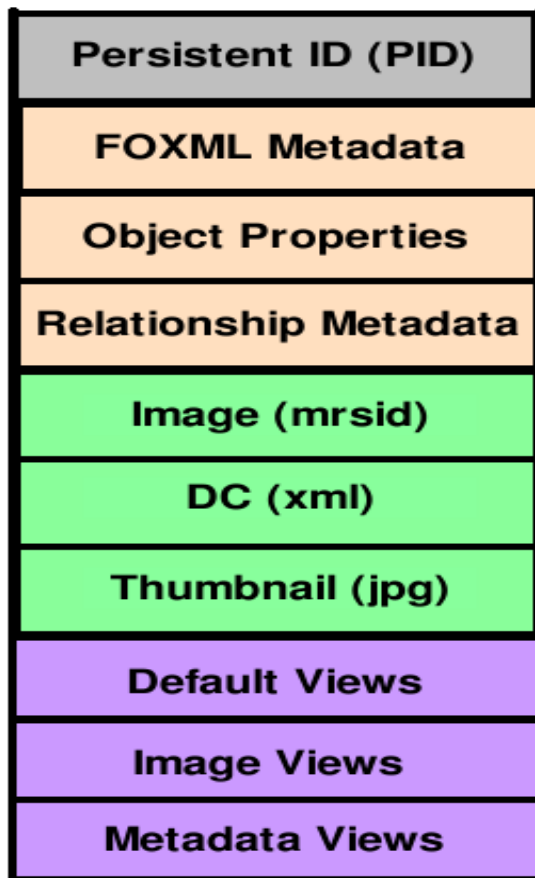 Persistent ID (PID)
FOXML Metadata
Object Properties
Relationship Metadata
Image (mrsid)
DC (xml)
Thumbnail (jpg)
Default Views
Image Views
Metadata Views